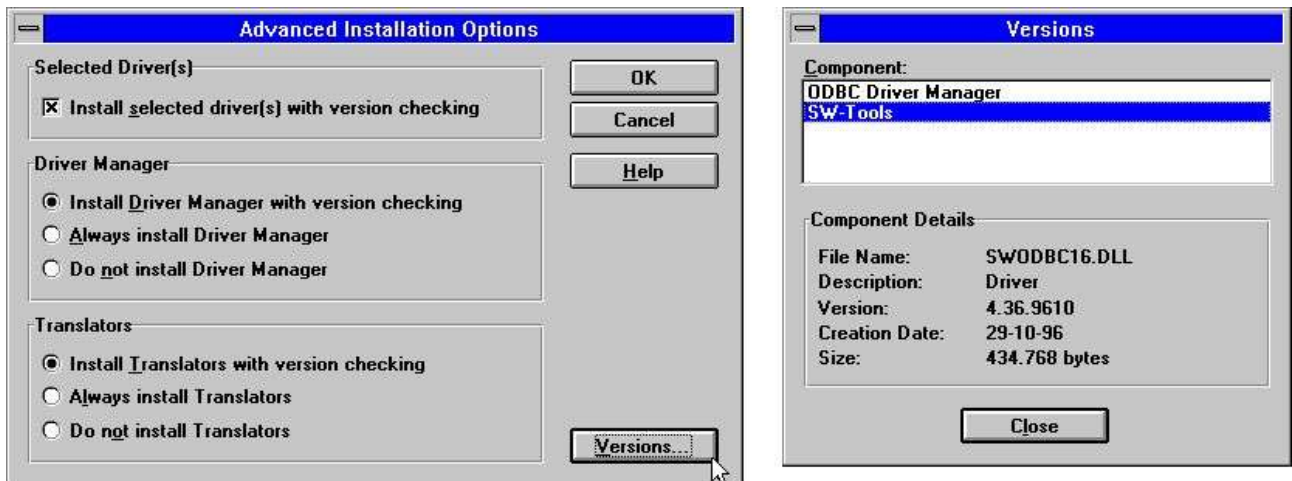 Advanced Installation Options
Selected Driver(s)
Install selected driver(s) with version checking
OK
Cancel
Help
Driver Manager
Install Driver Manager with version checking
Always install Driver Manager
Do not install Driver Manager
Translators
Install Translators with version checking
Always install Translators
Do not install Translators
Versions...
Versions
Component:
ODBC Driver Manager
SW-Tools
Component Details
File Name: SWODBC16.DLL
Description: Driver
Version: 4.36.9610
Creation Date: 29-10-96
Size: 434.768 bytes
Close